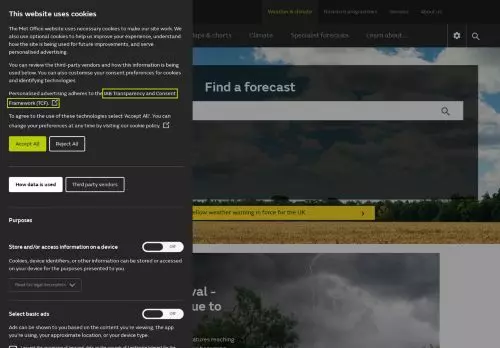 This website uses cookies
The Met Office website uses necessary cookies to make our site work. We
also use optional cookies to help us improve your experience, understand
how the site is being used for future improvements, and serve
personalised advertising.
You can review the third-party vendors and how this information is being
used below. You can also customise your consent preferences for cookies
and identifying technologies
Personalised advertising adheres to the IAB Transparency and Consent
Framework (TCF).
To agree to the use of these technologies select 'Accept All'. You can
change your preferences at any time by visiting our cookie policy
Accept All
Reject All
How data is used
Third party vendors
Purposes
Store and/or access information on a device
Off
Cookies, device identifiers, or other information can be stored or accessed
on your device for the purposes presented to you.
Read full legal description
Select basic ads
Off
Ads can be shown to you based on the content you're viewing, the app
you're using, your approximate location, or your device type.
Weather & climate
Research programmes
Services
About us
& charts
Climate
Specialist forecasts
Learn about...
Find a forecast
ellow weather warning in force for the UK
val -
ue to
atures reaching